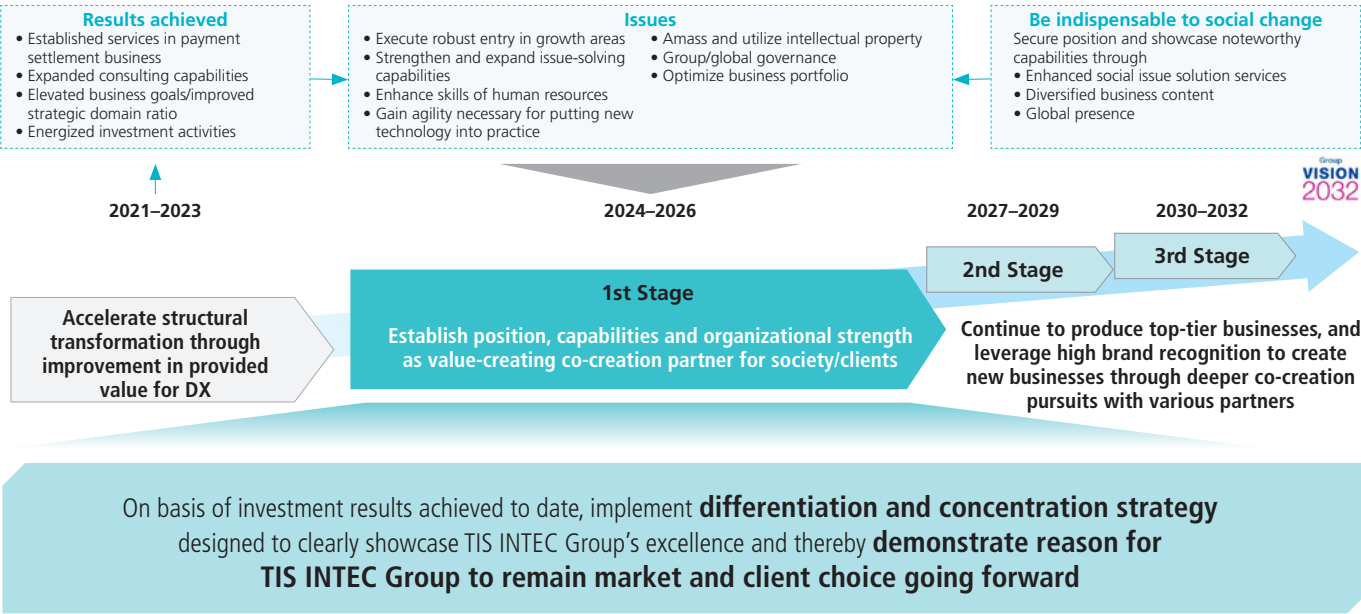 Results achieved
• Established services in payment
settlement business
• Expanded consulting capabilities
• Elevated business goals/improved
strategic domain ratio
• Energized investment activities
Issues
• Execute robust entry in growth areas
• Strengthen and expand issue-solving
capabilities
• Enhance skills of human resources
• Gain agility necessary for putting new
technology into practice
• Amass and utilize intellectual property
• Group/global governance
• Optimize business portfolio
Be indispensable to social change
Secure position and showcase noteworthy
capabilities through
• Enhanced social issue solution services
• Diversified business content
• Global presence
Group
VISION
2032
2021–2023
2024–2026
2027–2029
2030–2032
Accelerate structural
transformation through
improvement in provided
value for DX
1st Stage
Establish position, capabilities and organizational strength
as value-creating co-creation partner for society/clients
2nd Stage
3rd Stage
Continue to produce top-tier businesses, and
leverage high brand recognition to create
new businesses through deeper co-creation
pursuits with various partners
On basis of investment results achieved to date, implement differentiation and concentration strategy
designed to clearly showcase TIS INTEC Group’s excellence and thereby demonstrate reason for
TIS INTEC Group to remain market and client choice going forward